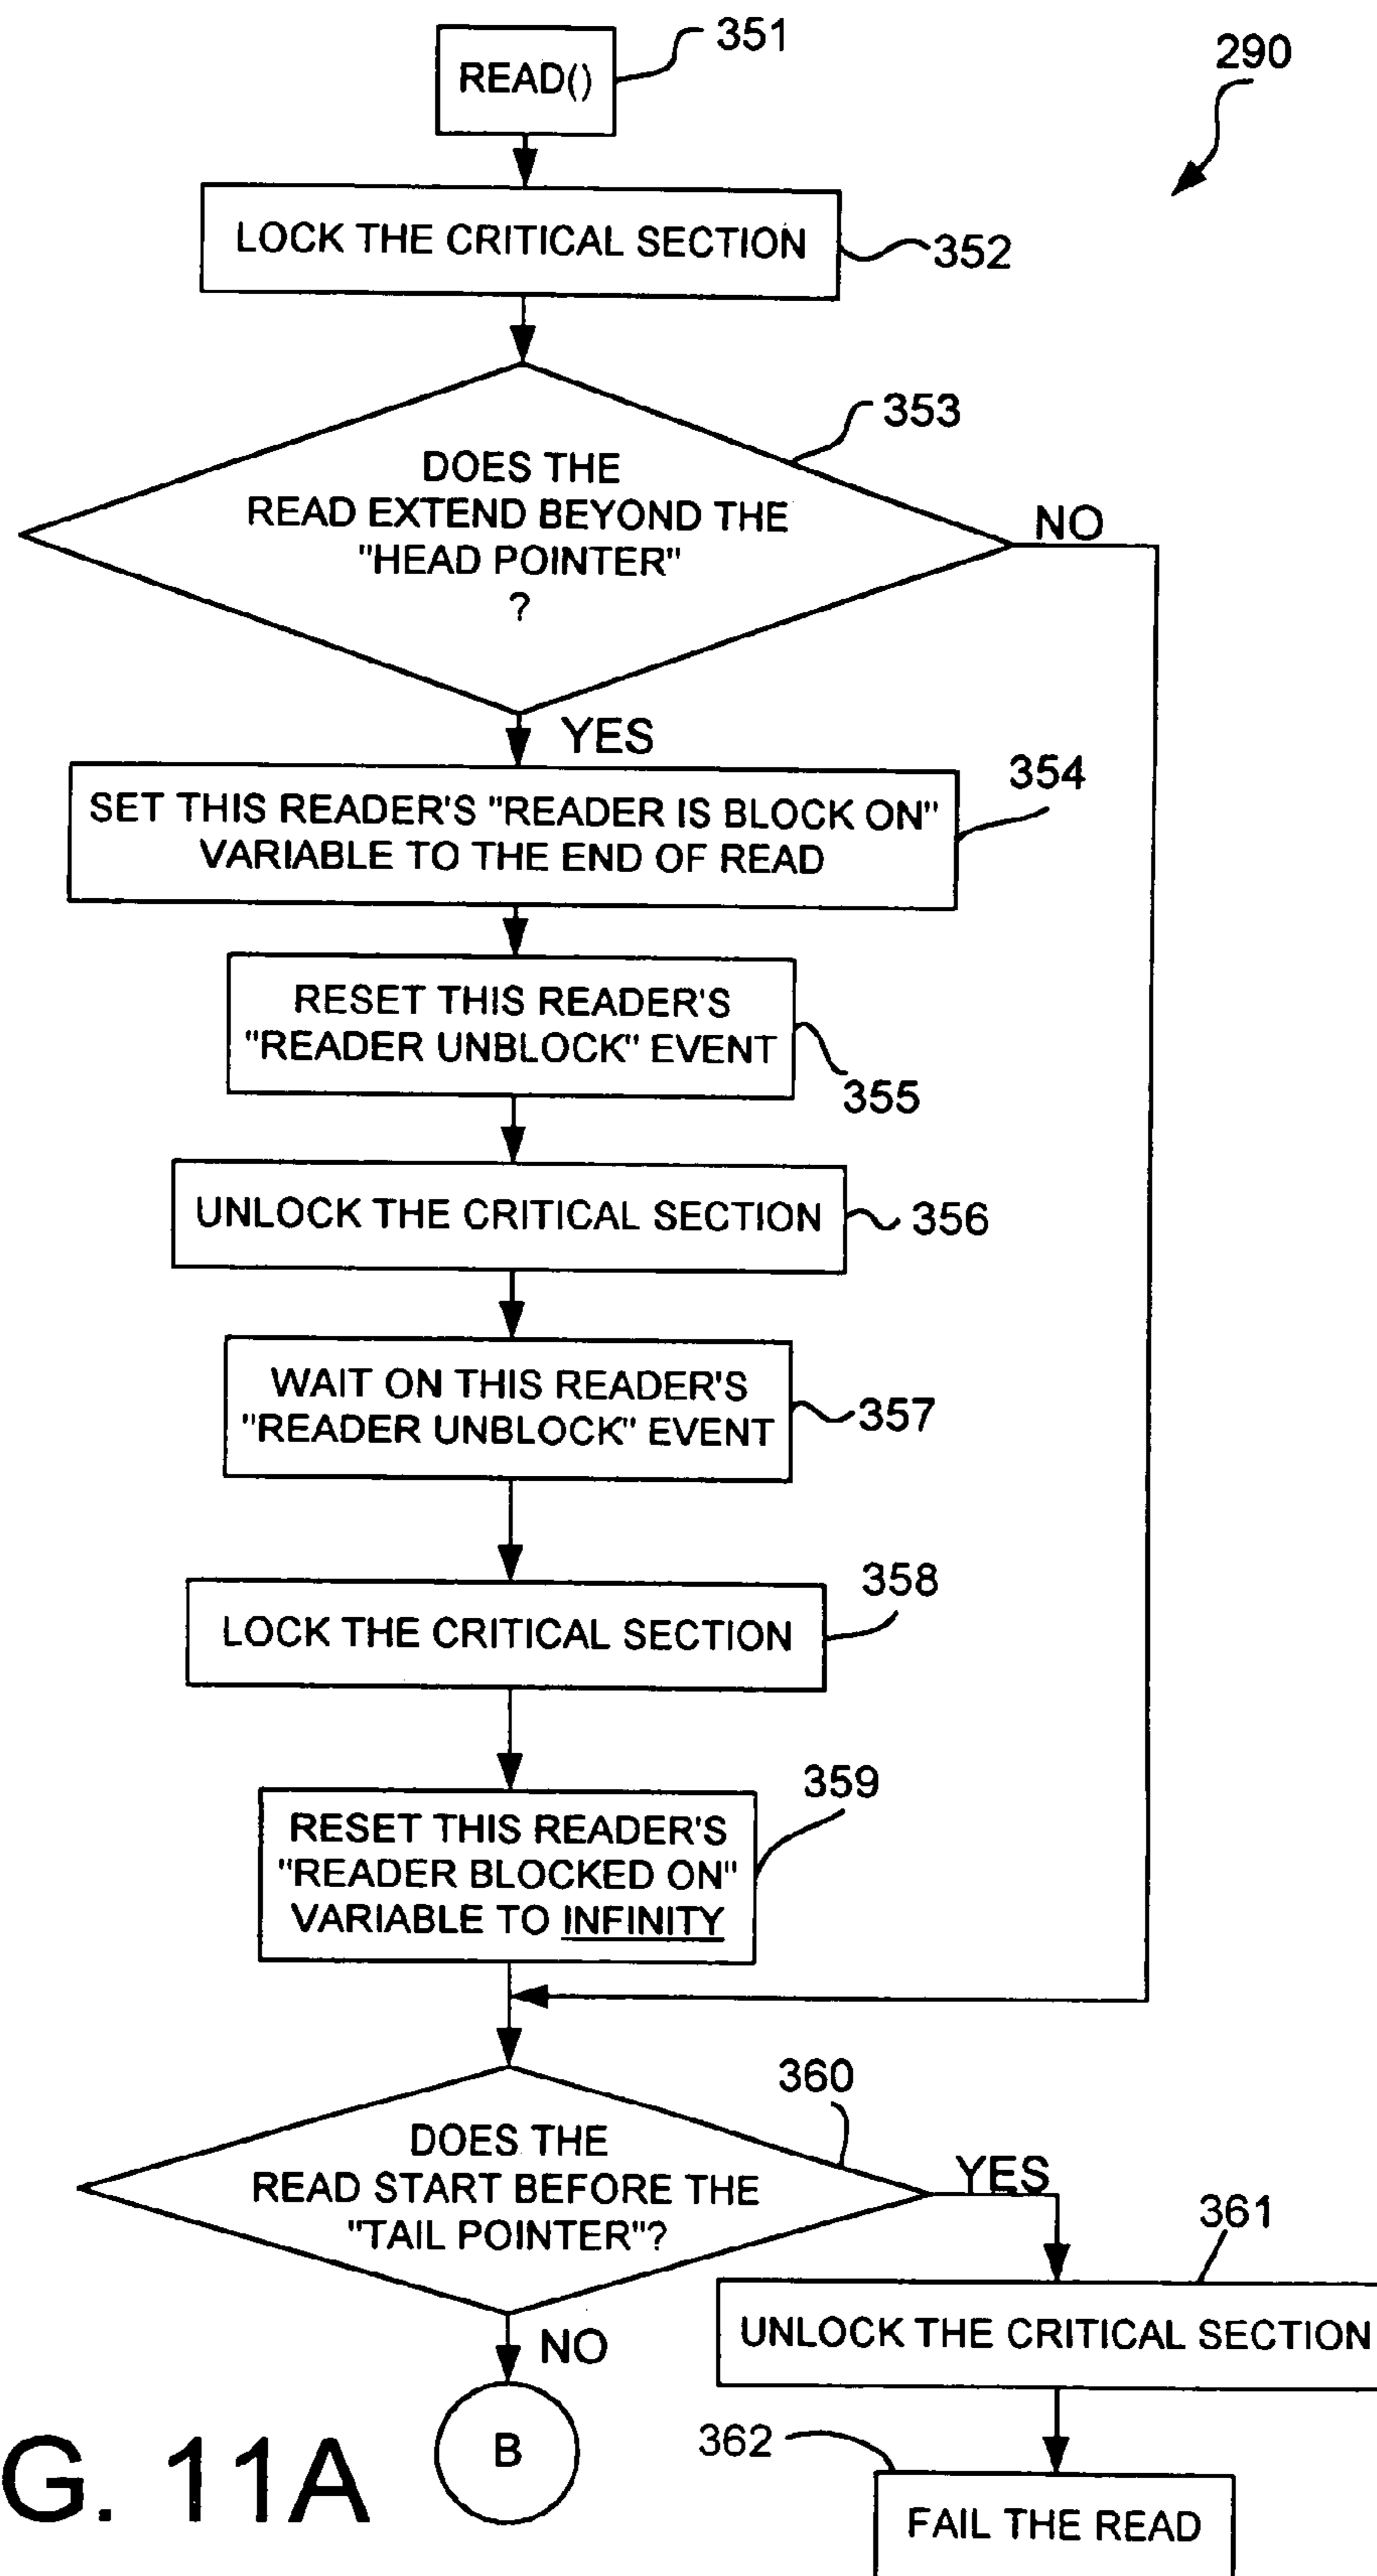 READ()
351
290
LOCK THE CRITICAL SECTION
352
353
DOES THE
READ EXTEND BEYOND THE
"HEAD POINTER"
?
NO
YES
354
SET THIS READER'S "READER IS BLOCK ON"
VARIABLE TO THE END OF READ
RESET THIS READER'S
"READER UNBLOCK" EVENT
355
UNLOCK THE CRITICAL SECTION
356
WAIT ON THIS READER'S
"READER UNBLOCK" EVENT
357
358
LOCK THE CRITICAL SECTION
359
RESET THIS READER'S
"READER BLOCKED ON"
VARIABLE TO INFINITY
360
DOES THE
READ START BEFORE THE
"TAIL POINTER"?
YES
361
UNLOCK THE CRITICAL SECTION
NO
B
362
FAIL THE READ
G. 11A